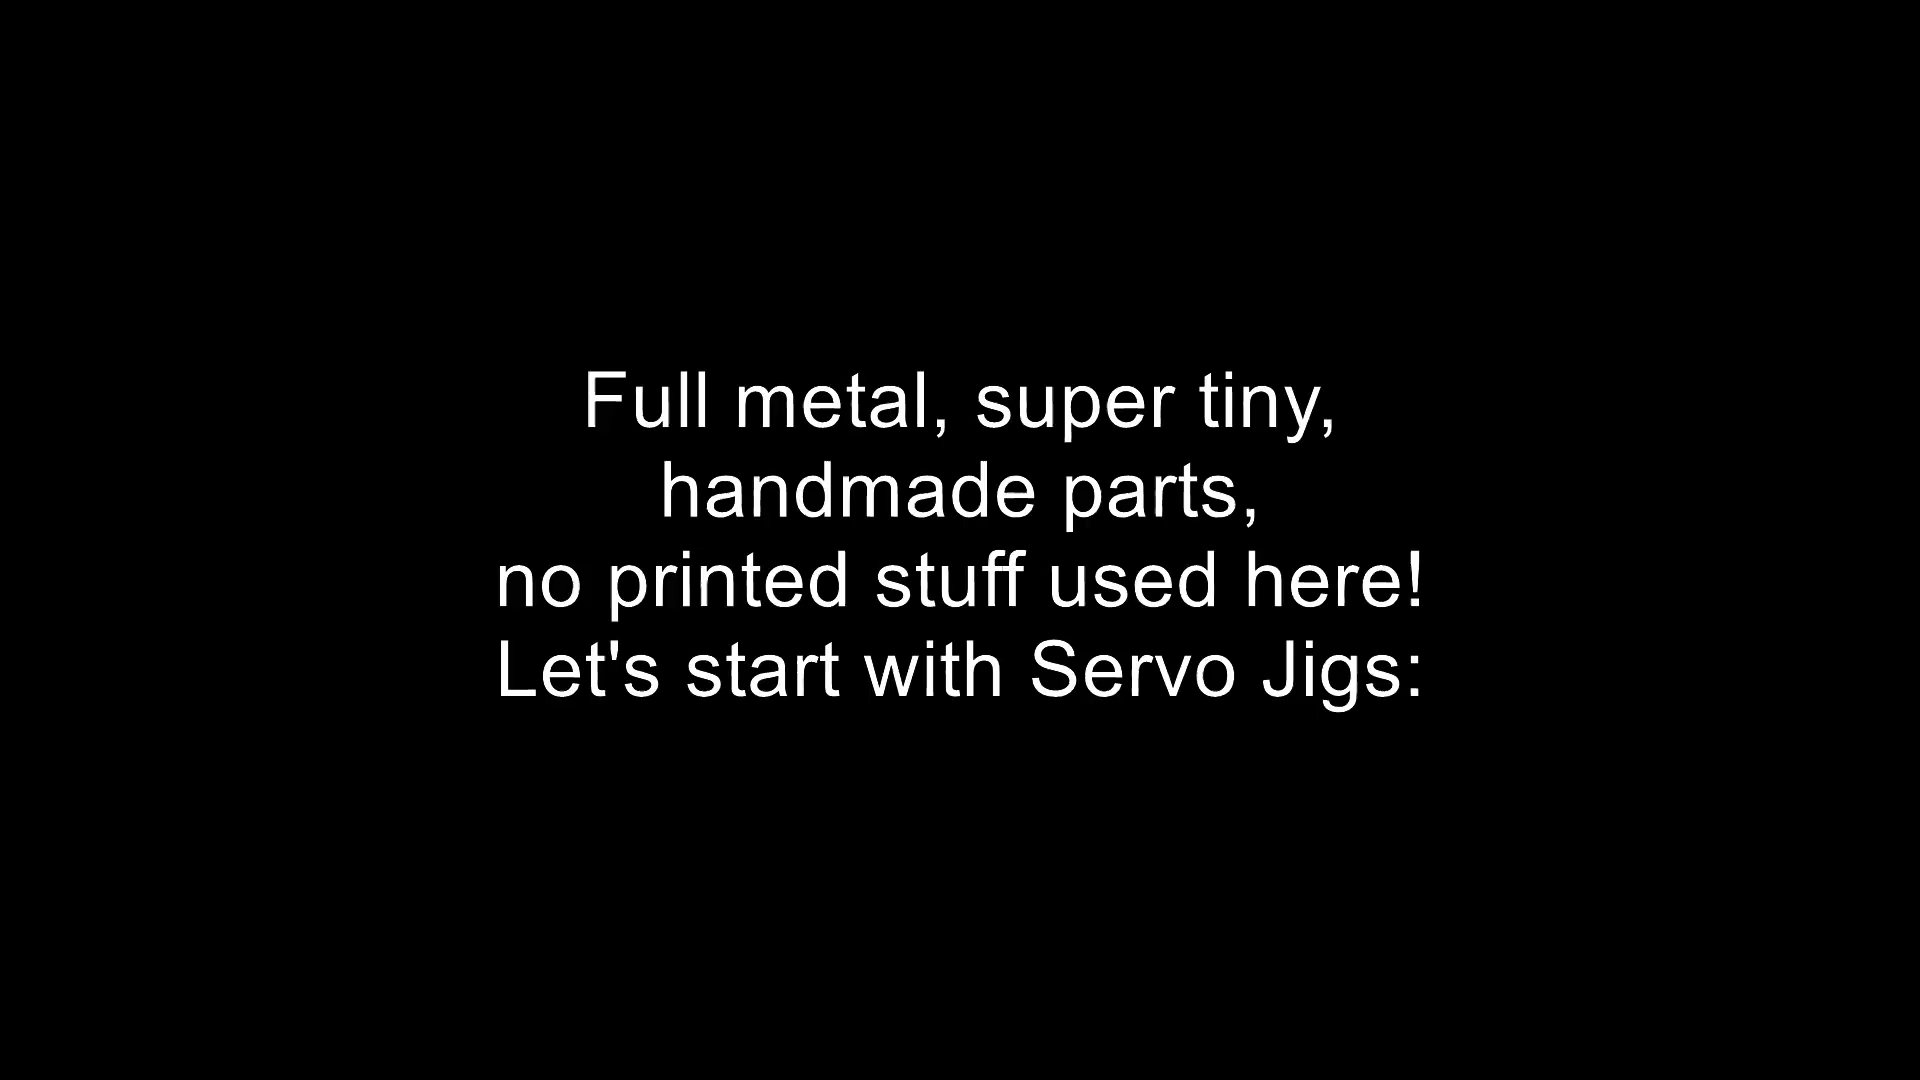 Full metal, super tiny,
handmade parts,
no printed stuff used here!
Let's start with Servo Jigs: